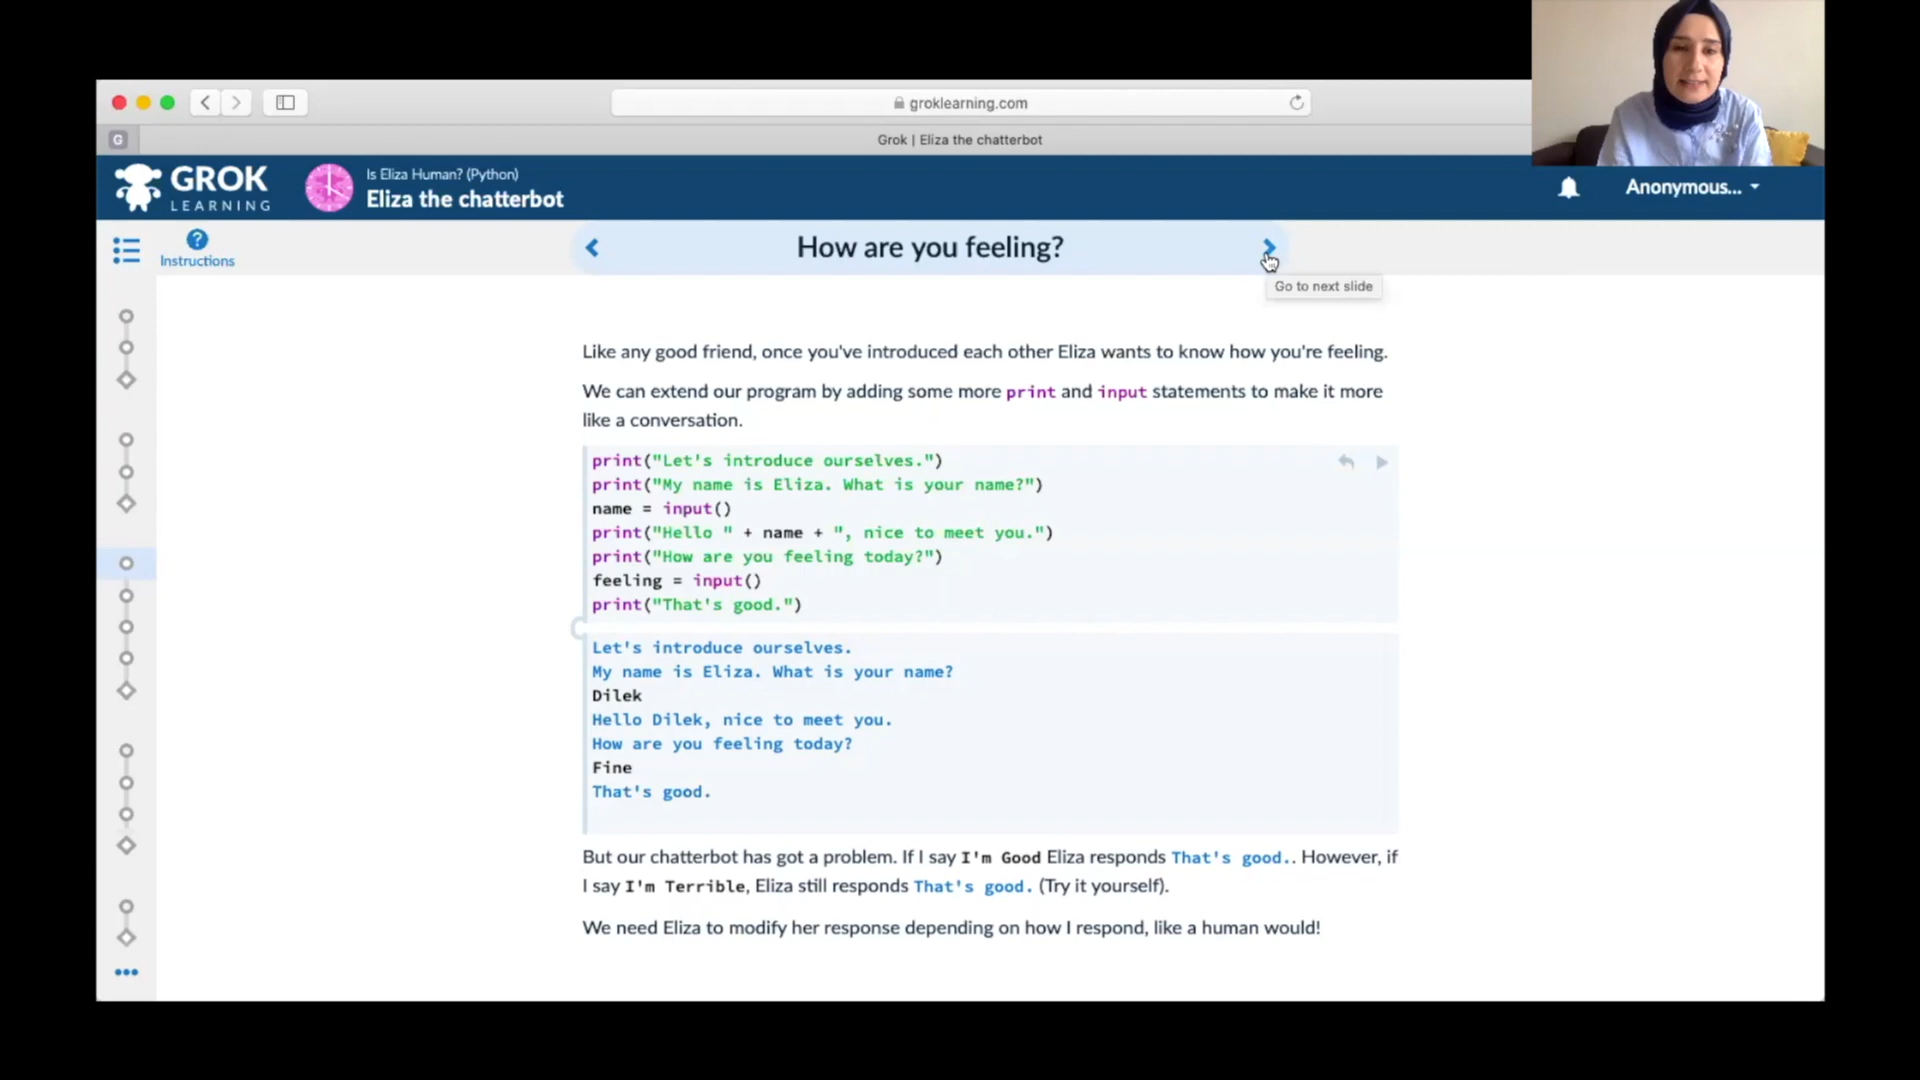 groklearning.com
G
Grok | Eliza the chatterbot
GROK
LEARNING
Is Eliza Human? (Python)
Eliza the chatterbot
Anonymous...
Instructions
How are you feeling?
Go to next slide
Like any good friend, once you've introduced each other Eliza wants to know how you're feeling.
We can extend our program by adding some more print and input statements to make it more
like a conversation.
print("Let's introduce ourselves.")
print("My name is Eliza. What is your name?")
name = input()
print("Hello " + name + ", nice to meet you.")
print("How are you feeling today?")
feeling = input()
print("That's good.")
Let's introduce ourselves.
My name is Eliza. What is your name?
Dilek
Hello Dilek, nice to meet you.
How are you feeling today?
Fine
That's good.
But our chatterbot has got a problem. If I say I'm Good Eliza responds That's good.. However, if
I say I'm Terrible, Eliza still responds That's good. (Try it yourself).
We need Eliza to modify her response depending on how I respond, like a human would!